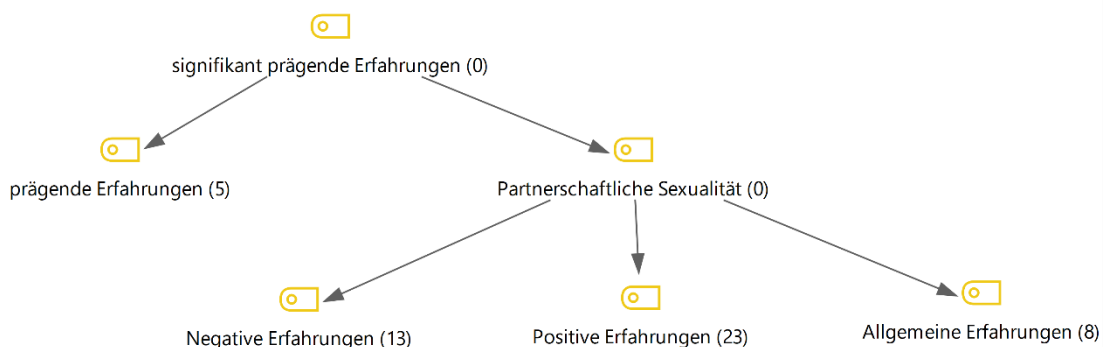 signifikant prägende Erfahrungen (0)
prägende Erfahrungen (5)
Partnerschaftliche Sexualität (0)
Negative Erfahrungen (13)
Positive Erfahrungen (23)
Allgemeine Erfahrungen (8)